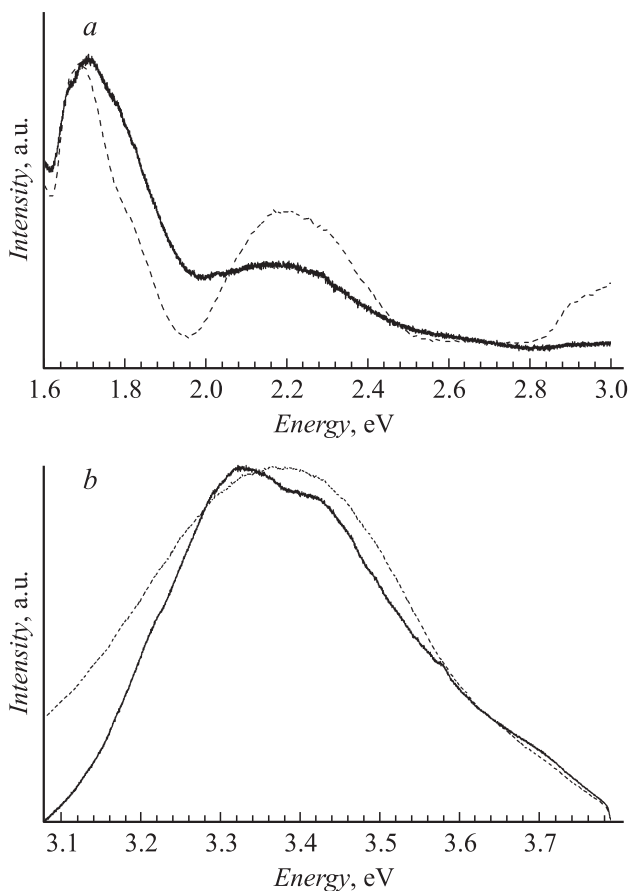 a
Intensity, a.u.
1.6 1.8 2.0 2.2 2.4 2.6 2.8 3.0
Energy, eV
b
Intensity, a.u.
3.1 3.2 3.3 3.4 3.5 3.6 3.7
Energy, eV